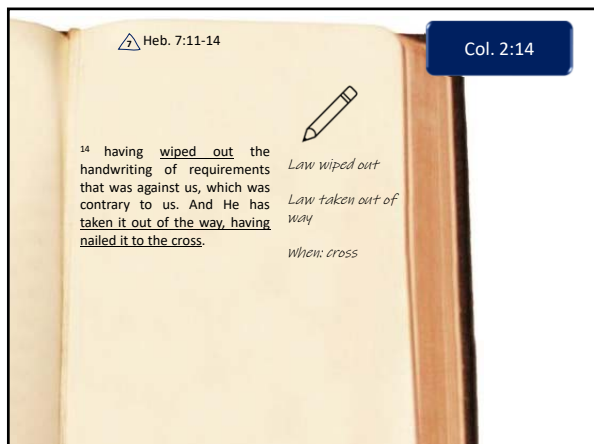 7 Heb. 7:11-14
Col. 2:14
14 having wiped out the
handwriting of requirements
that was against us, which was
contrary to us. And He has
taken it out of the way, having
nailed it to the cross.
Law wiped out
Law taken out of
way
When: cross